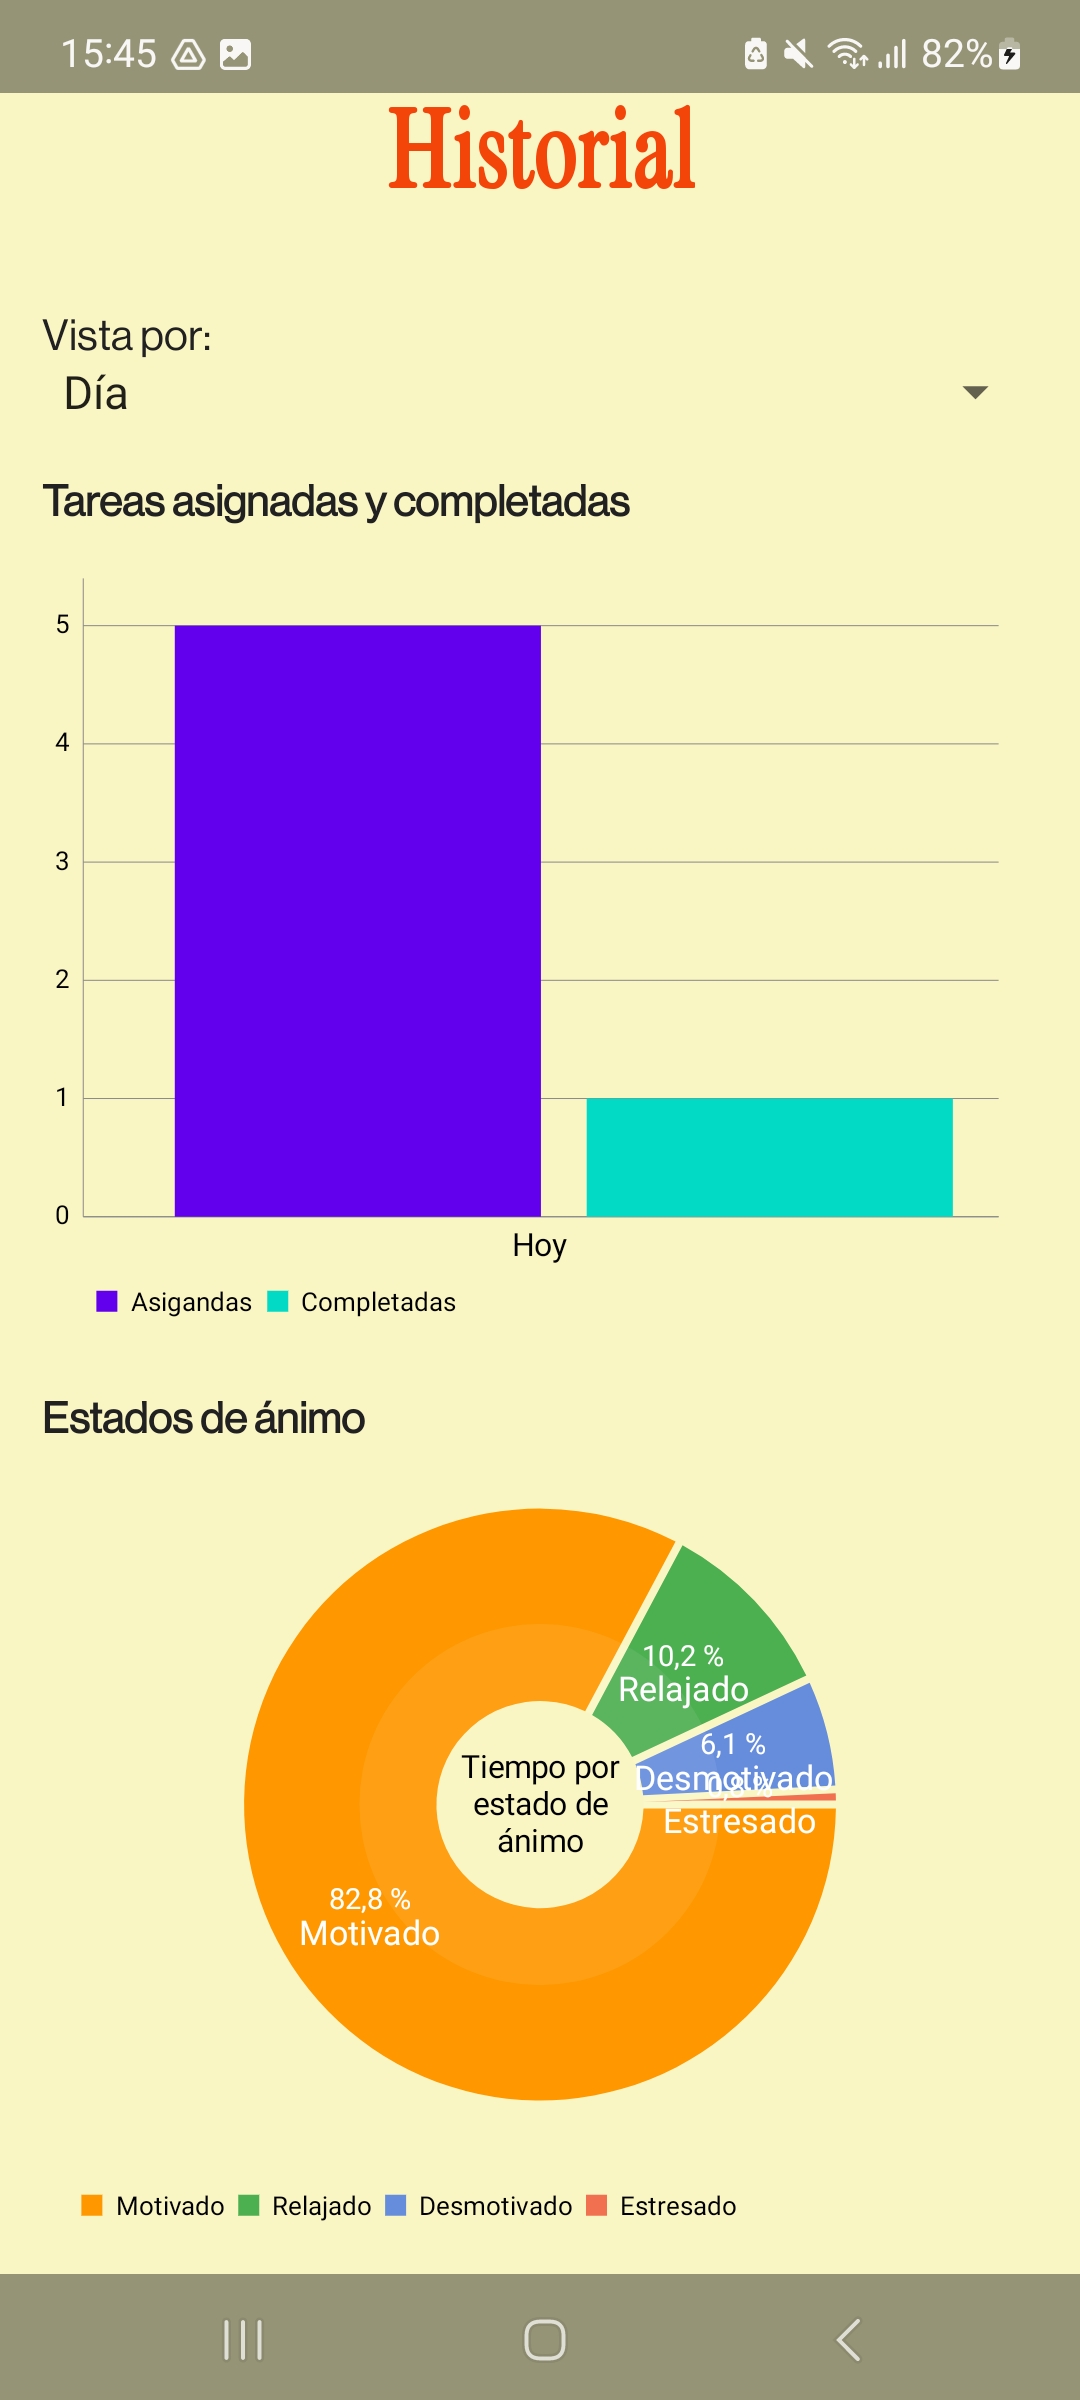 15:45
82%
Historial
Vista por:
Día
Tareas asignadas y completadas
5
4
3
2
1
0
Hoy
Asigandas Completadas
Estados de ánimo
10,2 %
Relajado
6,1 %
Desmotivado
0,8 %
Estresado
Tiempo por
estado de
ánimo
82,8 %
Motivado
Motivado Relajado Desmotivado Estresado